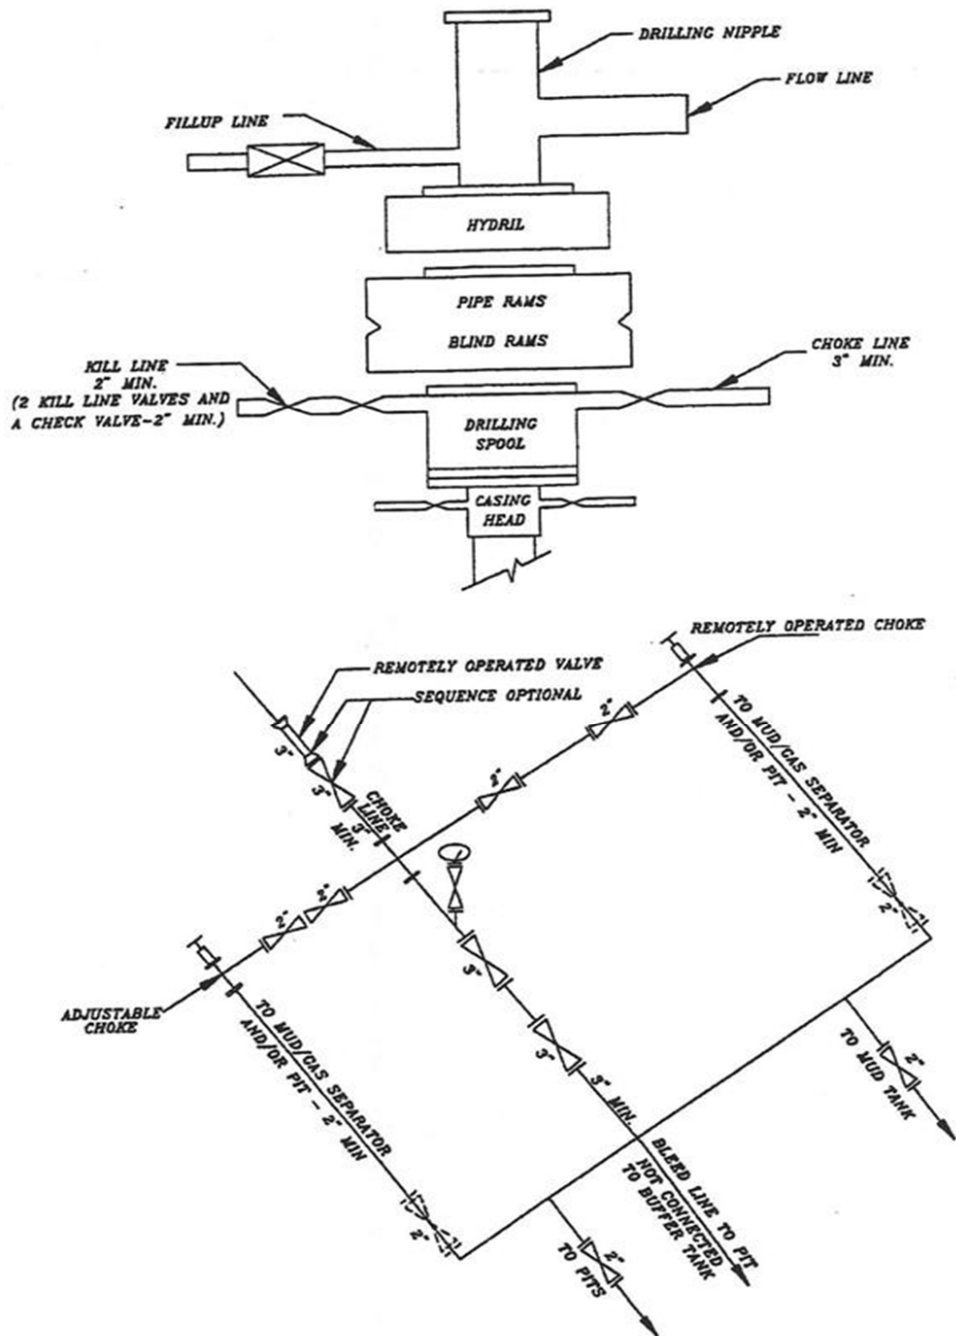 DRILLING NIPPLE
FLOW LINE
FILLUP LINE
HYDRIL
PIPE RAMS
BLIND RAMS
KILL LINE
2" MIN.
(2 KILL LINE VALVES AND
A CHECK VALVE-2" MIN.)
CHOKE LINE
3" MIN.
DRILLING
SPOOL
CASING
HEAD
REMOTELY OPERATED CHOKE
REMOTELY OPERATED VALVE
SEQUENCE OPTIONAL
3"
3"
CHOKE
LINE
3"
MIN.
2"
2"
TO MUD/GAS SEPARATOR
AND/OR PIT - 2" MIN
2"
2"
2"
3"
3"
3" MIN.
ADJUSTABLE
CHOKE
TO MUD/GAS SEPARATOR
AND/OR PIT - 2" MIN
2"
2"
TO MUD TANK
BLEED LINE TO PIT
NOT CONNECTED
TO BUFFER TANK
2"
TO PITS